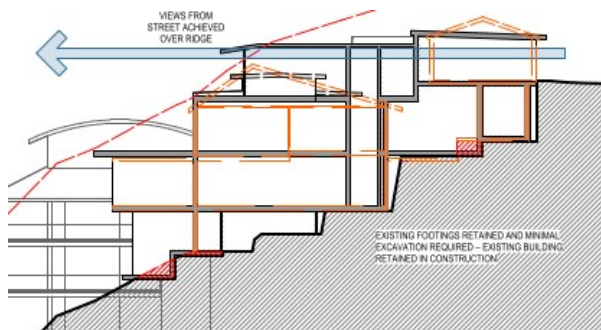 VIEWS FROM
STREET ACHIEVED
OVER RIDGE
EXISTING FOOTINGS RETAINED AND MINIMAL
EXCAVATION REQUIRED – EXISTING BUILDING
RETAINED IN CONSTRUCTION